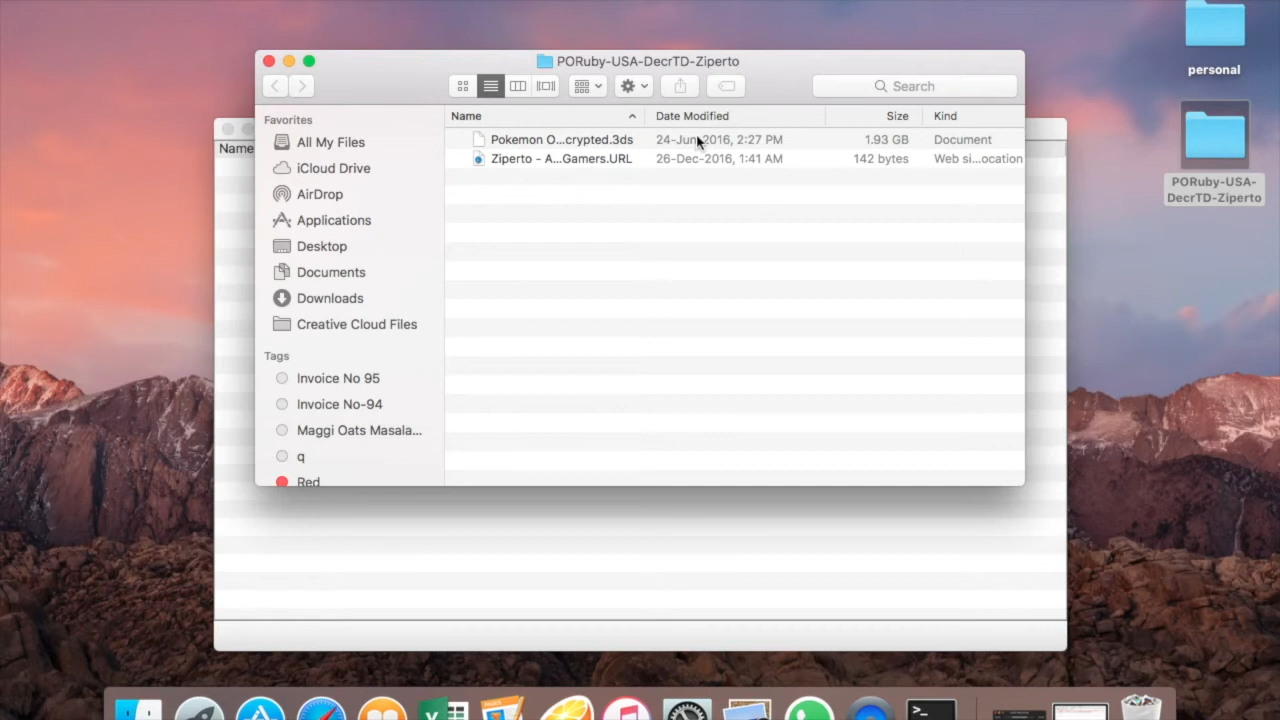 personal
PORuby-USA-DecrTD-Ziperto
PORuby-USA-
DecrTD-Ziperto
Search
Name
Favorites
All My Files
iCloud Drive
AirDrop
Applications
Desktop
Documents
Downloads
Creative Cloud Files
Tags
Invoice No 95
Invoice No-94
Maggi Oats Masala...
q
Red
Name Date Modified Size Kind
Pokemon O...crypted.3ds 24-Jun-2016, 2:27 PM 1.93 GB Document
Ziperto - A...Gamers.URL 26-Dec-2016, 1:41 AM 142 bytes Web si...ocation
PAGES
>_